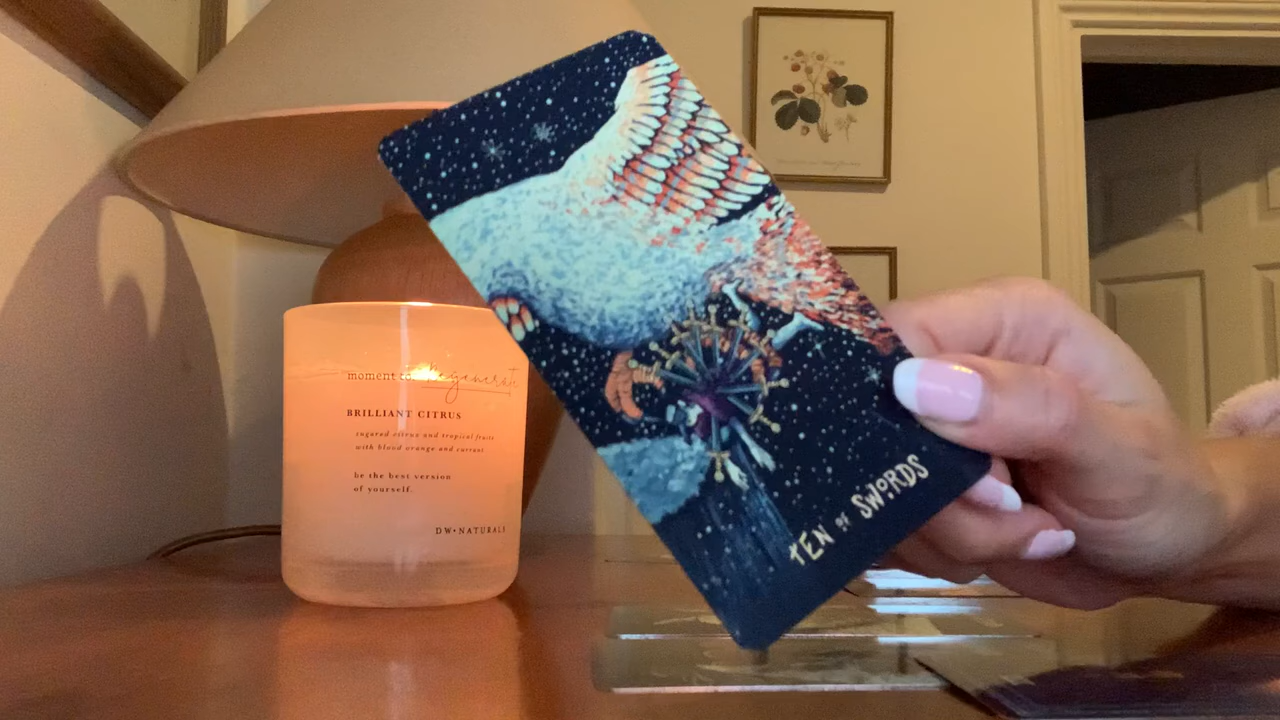 moment to
BRILLIANT CITRUS
sugared citrus and tropical fruits
with blood orange and currant
be the best version
of yourself.
DW•NATURALS
TEN OF SWORDS